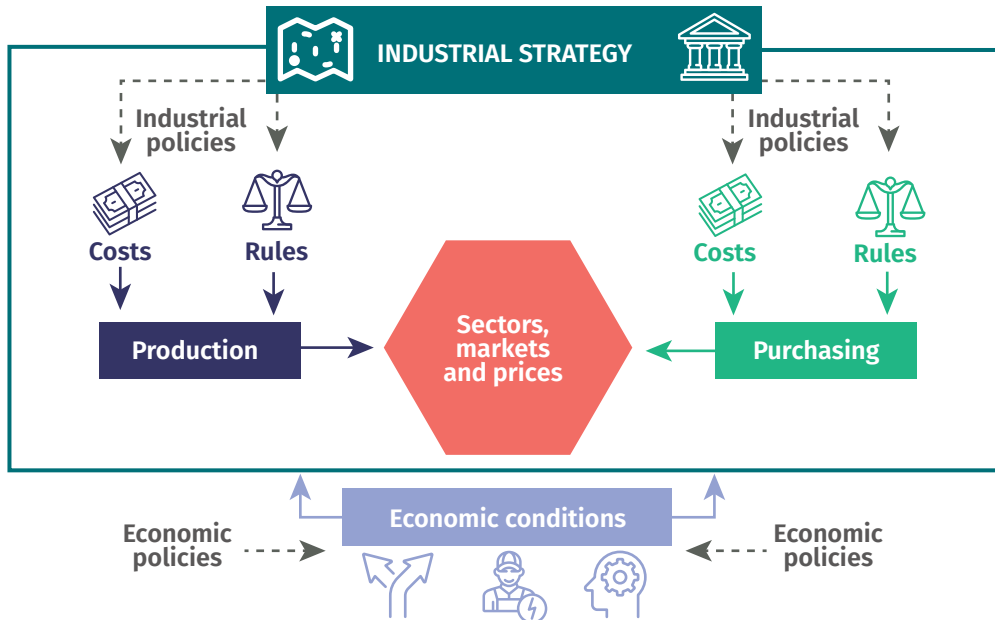 INDUSTRIAL STRATEGY
Industrial
policies
Industrial
policies
Costs
Rules
Costs
Rules
Production
Sectors,
markets
and prices
Purchasing
Economic conditions
Economic
policies
Economic
policies